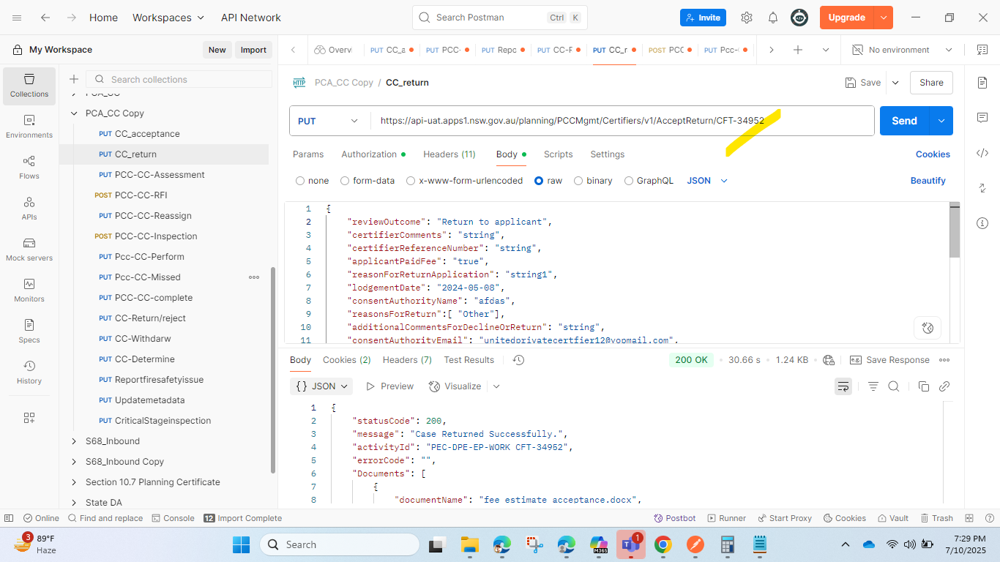 Home Workspaces API Network Search Postman Ctrl K Invite Upgrade
My Workspace New Import Overvi PUT CC_a PUT PCC- PUT Repo PUT CC-F PUT CC_r POST PCC PUT Pcc-( No environment
Collections
Environments
Flows
APIs
Mock servers
Monitors
Specs
History
Search collections
PCA_CC
PCA_CC Copy
PUT CC_acceptance
PUT CC_return
PUT PCC-CC-Assessment
POST PCC-CC-RFI
PUT PCC-CC-Reassign
POST PCC-CC-Inspection
PUT Pcc-CC-Perform
PUT Pcc-CC-Missed
PUT PCC-CC-complete
PUT CC-Return/reject
PUT CC-Withdarw
PUT CC-Determine
PUT Reportfiresafetyissue
PUT Updatemetadata
PUT CriticalStageinspection
S68_Inbound
S68_Inbound Copy
Section 10.7 Planning Certificate
State DA
HTTP PCA_CC Copy / CC_return Save Share
PUT https://api-uat.apps1.nsw.gov.au/planning/PCCMgmt/Certifiers/v1/AcceptReturn/CFT-34952 Send
Params Authorization Headers (11) Body Scripts Settings Cookies
none form-data x-www-form-urlencoded raw binary GraphQL JSON Beautify
1 {
2 "reviewOutcome": "Return to applicant",
3 "certifierComments": "string",
4 "certifierReferenceNumber": "string",
5 "applicantPaidFee": "true",
6 "reasonForReturnApplication": "string1",
7 "lodgementDate": "2024-05-08",
8 "consentAuthorityName": "afdas",
9 "reasonsForReturn":[ "Other"],
10 "additionalCommentsForDeclineOrReturn": "string",
11 "consentAuthorityEmail": "unitedprivatecertfier12@yopmail.com",
Body Cookies (2) Headers (7) Test Results 200 OK 30.66 s 1.24 KB e.g. Save Response
{} JSON Preview Visualize
1 {
2 "statusCode": 200,
3 "message": "Case Returned Successfully.",
4 "activityId": "PEC-DPE-EP-WORK CFT-34952",
5 "errorCode": "",
6 "Documents": [
7 {
8 "documentName": "fee estimate acceptance.docx",
Online Find and replace Console 12 Import Complete Postbot Runner Start Proxy Cookies Vault Trash
3 89°F
Haze
Search
M365
1
7:29 PM
7/10/2025